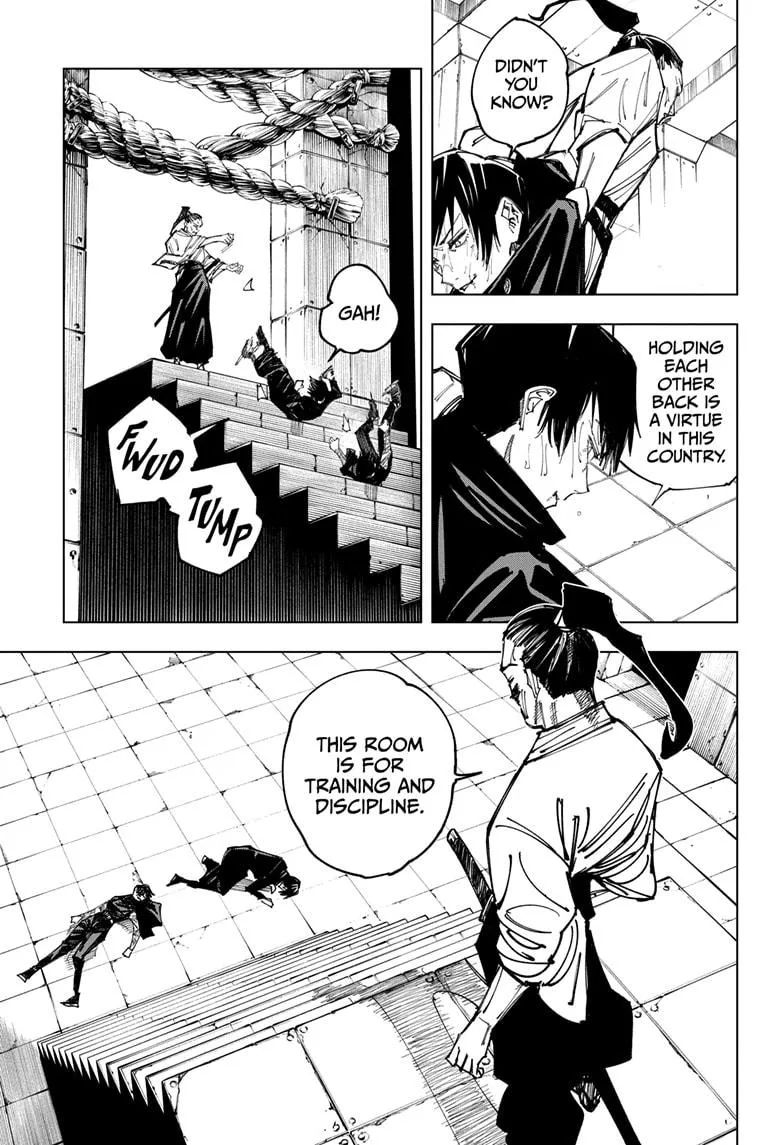 DIDN'T
YOU
KNOW?
HOLDING
EACH
OTHER
BACK IS
A VIRTUE
IN THIS
COUNTRY.
GAH!
FWUD
TUMP
THIS ROOM
IS FOR
TRAINING AND
DISCIPLINE.